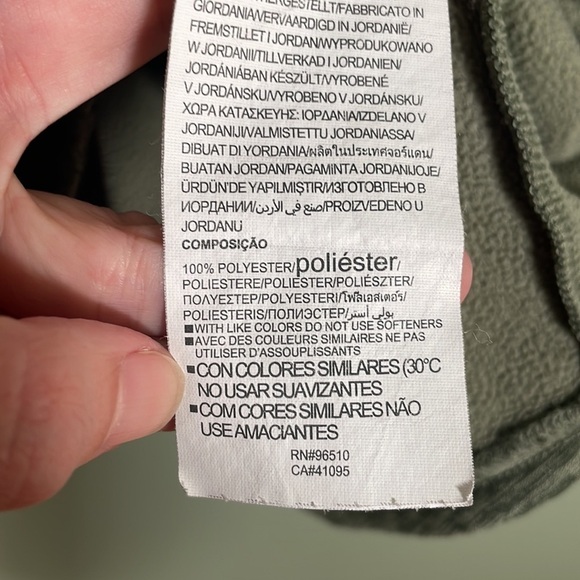 HERGESTELLT/FABBRICATO IN
GIORDANIA/VERVAARDIGD IN JORDANIË/
FREMSTILLET I JORDAN/WYPRODUKOWANO
W JORDANII/TILLVERKAD I JORDANIEN/
JORDÁNIÁBAN KÉSZÜLT/VYROBENÉ
V JORDÁNSKU/VYROBENO V JORDÁNSKU/
ΧΩΡΑ ΚΑΤΑΣΚΕΥΗΣ: ΙΟΡΔΑΝΙΑ/IZDELANO V
JORDANIJI/VALMISTETTU JORDANIASSA/
DIBUAT DI YORDANIA/ผลิตในประเทศจอร์แดน/
BUATAN JORDAN/PAGAMINTA JORDANIJOJE/
ÜRDÜN'DE YAPILMIŞTIR/ИЗГОТОВЛЕНО В
ИОРДАНИИ/صنع في الأردن/PROIZVEDENO U
JORDANU
COMPOSIÇÃO
100% POLYESTER/poliéster/
POLIESTERE/POLIESTER/POLIÉSZTER/
ΠΟΛΥΕΣΤΕΡ/POLYESTERI/โพลีเอสเตอร์/
POLIESTERIS/ПОЛИЭСТЕР/بولي أستر
■WITH LIKE COLORS DO NOT USE SOFTENERS
■AVEC DES COULEURS SIMILAIRES NE PAS
UTILISER D'ASSOUPLISSANTS
■CON COLORES SIMILARES (30°C
NO USAR SUAVIZANTES
■COM CORES SIMILARES NÃO
USE AMACIANTES
RN#96510
CA#41095